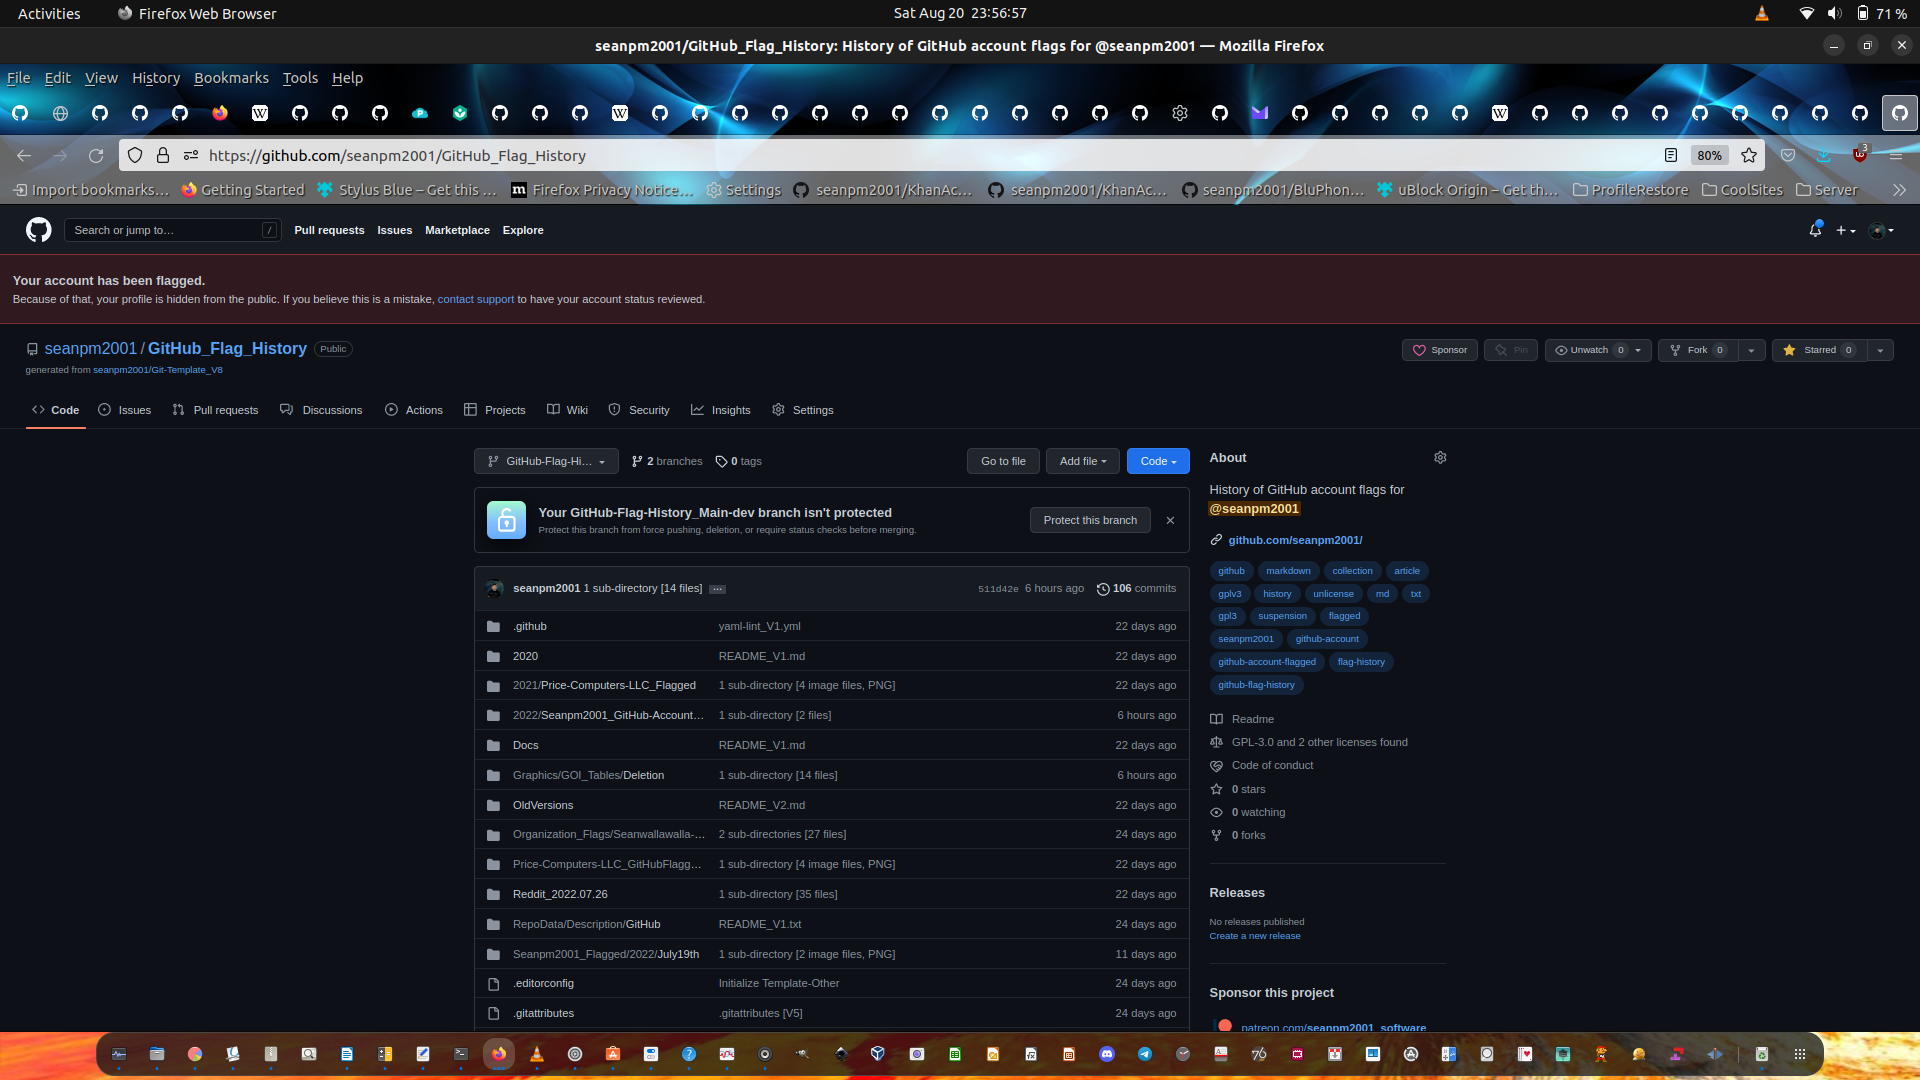 Activities Firefox Web Browser Sat Aug 20 23:56:57 71 %
seanpm2001/GitHub_Flag_History: History of GitHub account flags for @seanpm2001 — Mozilla Firefox
File Edit View History Bookmarks Tools Help
https://github.com/seanpm2001/GitHub_Flag_History 80% 3
Import bookmarks… Getting Started Stylus Blue – Get this … Firefox Privacy Notice… Settings seanpm2001/KhanAc… seanpm2001/KhanAc… seanpm2001/BluPhon… uBlock Origin – Get th… ProfileRestore CoolSites Server
Search or jump to… / Pull requests Issues Marketplace Explore
Your account has been flagged.
Because of that, your profile is hidden from the public. If you believe this is a mistake, contact support to have your account status reviewed.
seanpm2001 / GitHub_Flag_History Public Sponsor Pin Unwatch 0 Fork 0 Starred 0
generated from seanpm2001/Git-Template_V8
Code Issues Pull requests Discussions Actions Projects Wiki Security Insights Settings
GitHub-Flag-Hi… 2 branches 0 tags Go to file Add file Code
Your GitHub-Flag-History_Main-dev branch isn't protected
Protect this branch from force pushing, deletion, or require status checks before merging.
Protect this branch
seanpm2001 1 sub-directory [14 files] … 511d42e 6 hours ago 106 commits
.github yaml-lint_V1.yml 22 days ago
2020 README_V1.md 22 days ago
2021/Price-Computers-LLC_Flagged 1 sub-directory [4 image files, PNG] 22 days ago
2022/Seanpm2001_GitHub-Account… 1 sub-directory [2 files] 6 hours ago
Docs README_V1.md 22 days ago
Graphics/GOI_Tables/Deletion 1 sub-directory [14 files] 6 hours ago
OldVersions README_V2.md 22 days ago
Organization_Flags/Seanwallawalla-… 2 sub-directories [27 files] 24 days ago
Price-Computers-LLC_GitHubFlagg… 1 sub-directory [4 image files, PNG] 22 days ago
Reddit_2022.07.26 1 sub-directory [35 files] 22 days ago
RepoData/Description/GitHub README_V1.txt 24 days ago
Seanpm2001_Flagged/2022/July19th 1 sub-directory [2 image files, PNG] 11 days ago
.editorconfig Initialize Template-Other 24 days ago
.gitattributes .gitattributes [V5] 24 days ago
About
History of GitHub account flags for
@seanpm2001
github.com/seanpm2001/
github markdown collection article
gplv3 history unlicense md txt
gpl3 suspension flagged
seanpm2001 github-account
github-account-flagged flag-history
github-flag-history
Readme
GPL-3.0 and 2 other licenses found
Code of conduct
0 stars
0 watching
0 forks
Releases
No releases published
Create a new release
Sponsor this project
patreon.com/seanpm2001_software